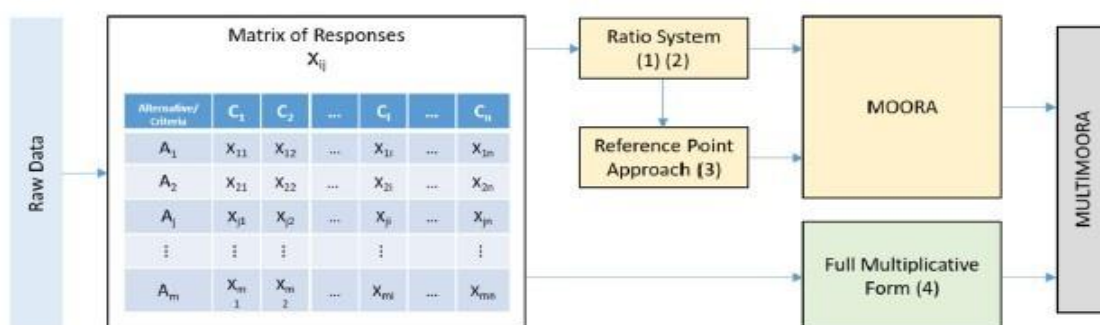 Raw Data
Matrix of Responses
Xij
Alternative/ Criteria C1 C2 ... Ci ... Cn
A1 X11 X12 ... X1i ... X1n
A2 X21 X22 ... X2i ... X2n
Aj Xj1 Xj2 ... Xji ... Xjn
⋮ ⋮ ⋮ ⋮ ⋮
Am Xm1 Xm2 ... Xmi ... Xmn
Ratio System
(1) (2)
Reference Point
Approach (3)
MOORA
Full Multiplicative
Form (4)
MULTIMOORA